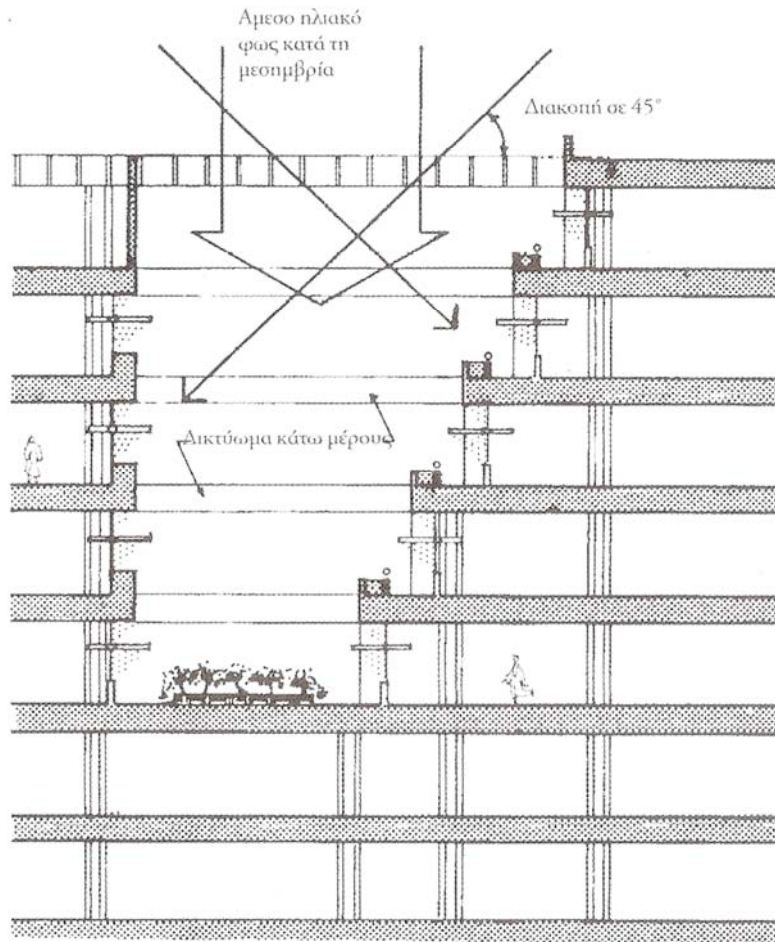 Αμεσο ηλιακό
φως κατά τη
μεσημβρία
Διακοπή σε 45°
Δικτύωμα κάτω μέρους